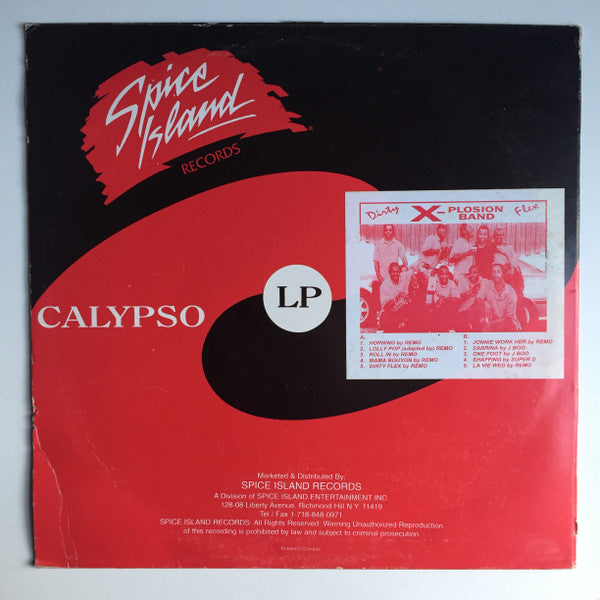 Spice
Island
RECORDS
Dirty X-PLOSION BAND Flex
CALYPSO
LP
A.
1. HORNING by REMO
2. LOLLY POP (adapted by) REMO
3. ROLL IN by REMO
4. MAMA BOUYON by REMO
5. DIRTY FLEX by REMO
B.
1. JONNIE WORK HER by REMO
2. SABRINA by J BOO
3. ONE FOOT by J BOO
4. SHAFFING by SUPER D
5. LA VIE WED by REMO
Marketed & Distributed By:
SPICE ISLAND RECORDS
A Division of SPICE ISLAND ENTERTAINMENT INC
128-08 Liberty Avenue, Richmond Hill N.Y. 11419
Tel / Fax 1-718-848-0971
SPICE ISLAND RECORDS: All Rights Reserved. Warning Unauthorized Reproduction
of this recording is prohibited by law and subject to criminal prosecution
Printed in Canada